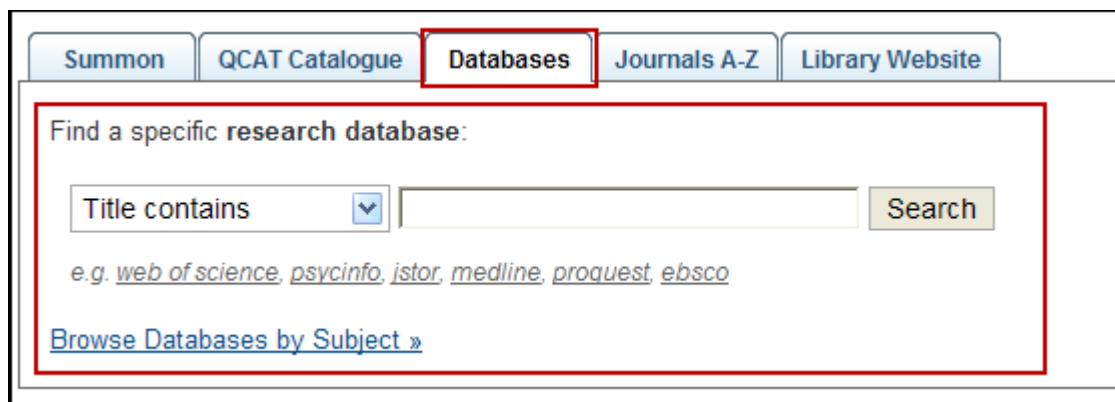 Summon QCAT Catalogue Databases Journals A-Z Library Website
Find a specific research database:
Title contains Search
e.g. web of science, psycinfo, jstor, medline, proquest, ebsco
Browse Databases by Subject »